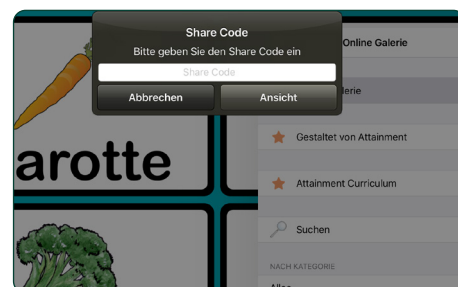 Share Code
Bitte geben Sie den Share Code ein
Share Code
Abbrechen
Ansicht
arotte
Online Galerie
lerie
Gestaltet von Attainment
Attainment Curriculum
Suchen
NACH KATEGORIE